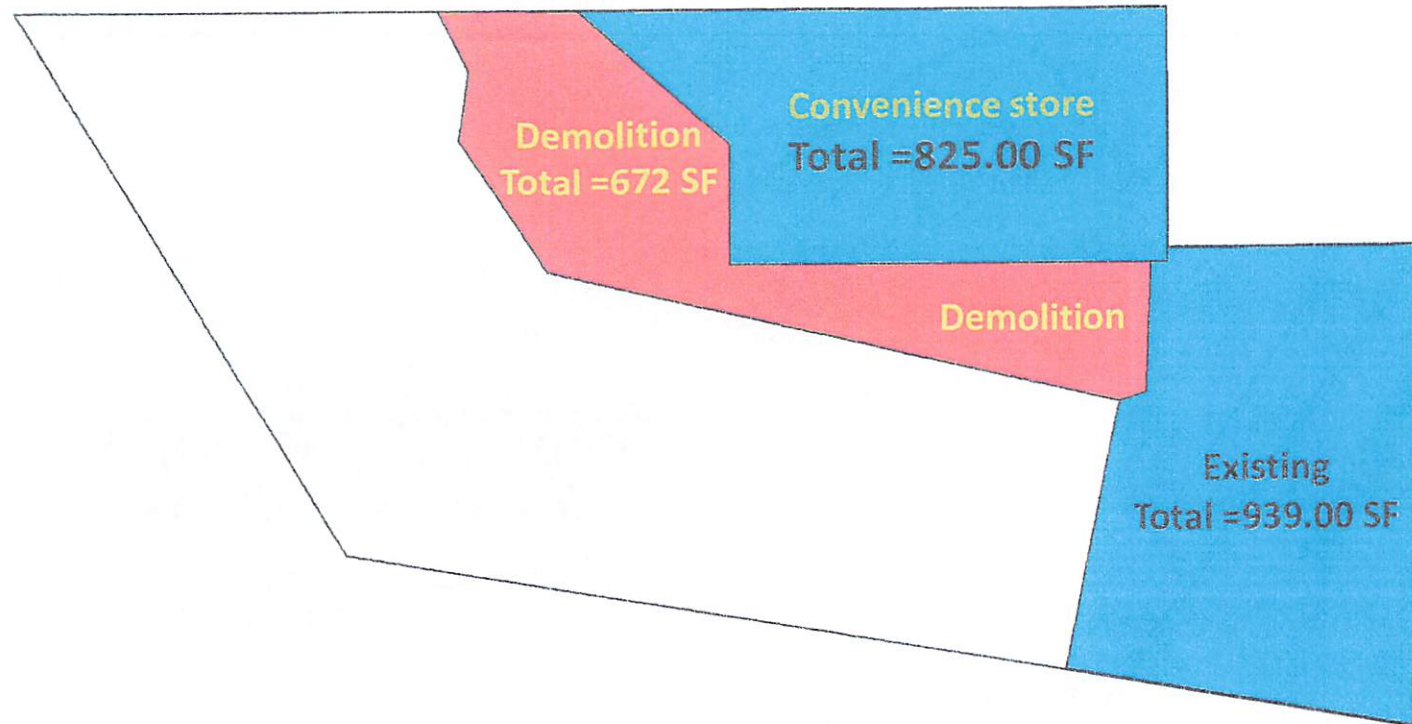 Convenience store
Total =825.00 SF
Demolition
Total =672 SF
Demolition
Existing
Total =939.00 SF